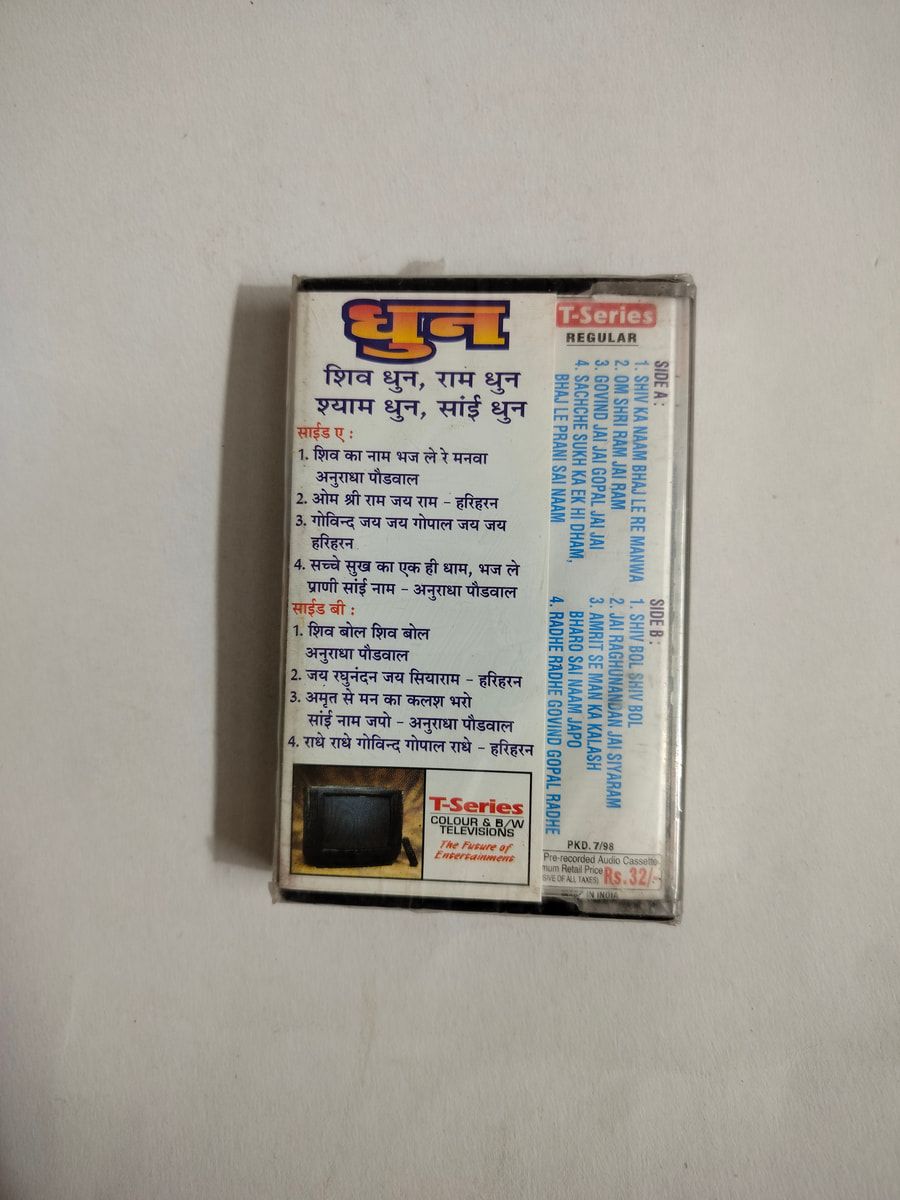 धुन
शिव धुन, राम धुन
श्याम धुन, सांई धुन
साईड ए :
1. शिव का नाम भज ले रे मनवा
अनुराधा पौडवाल
2. ओम श्री राम जय राम - हरिहरन
3. गोविन्द जय जय गोपाल जय जय
हरिहरन
4. सच्चे सुख का एक ही धाम, भज ले
प्राणी सांई नाम - अनुराधा पौडवाल
साईड बी :
1. शिव बोल शिव बोल
अनुराधा पौडवाल
2. जय रघुनंदन जय सियाराम - हरिहरन
3. अमृत से मन का कलश भरो
सांई नाम जपो - अनुराधा पौडवाल
4. राधे राधे गोविन्द गोपाल राधे - हरिहरन
T-Series
COLOUR & B/W
TELEVISIONS
The Future of
Entertainment
T-Series
REGULAR
SIDE A :
1. SHIV KA NAAM BHAJ LE RE MANWA
2. OM SHRI RAM JAI RAM
3. GOVIND JAI JAI GOPAL JAI JAI
4. SACHCHE SUKH KA EK HI DHAM,
BHAJ LE PRANI SAI NAAM
SIDE B :
1. SHIV BOL SHIV BOL
2. JAI RAGHUNANDAN JAI SIYARAM
3. AMRIT SE MAN KA KALASH
BHARO SAI NAAM JAPO
4. RADHE RADHE GOVIND GOPAL RADHE
PKD. 7/98
Pre-recorded Audio Cassette
Retail Price Rs.32/-
OF ALL TAXES)
IN INDIA